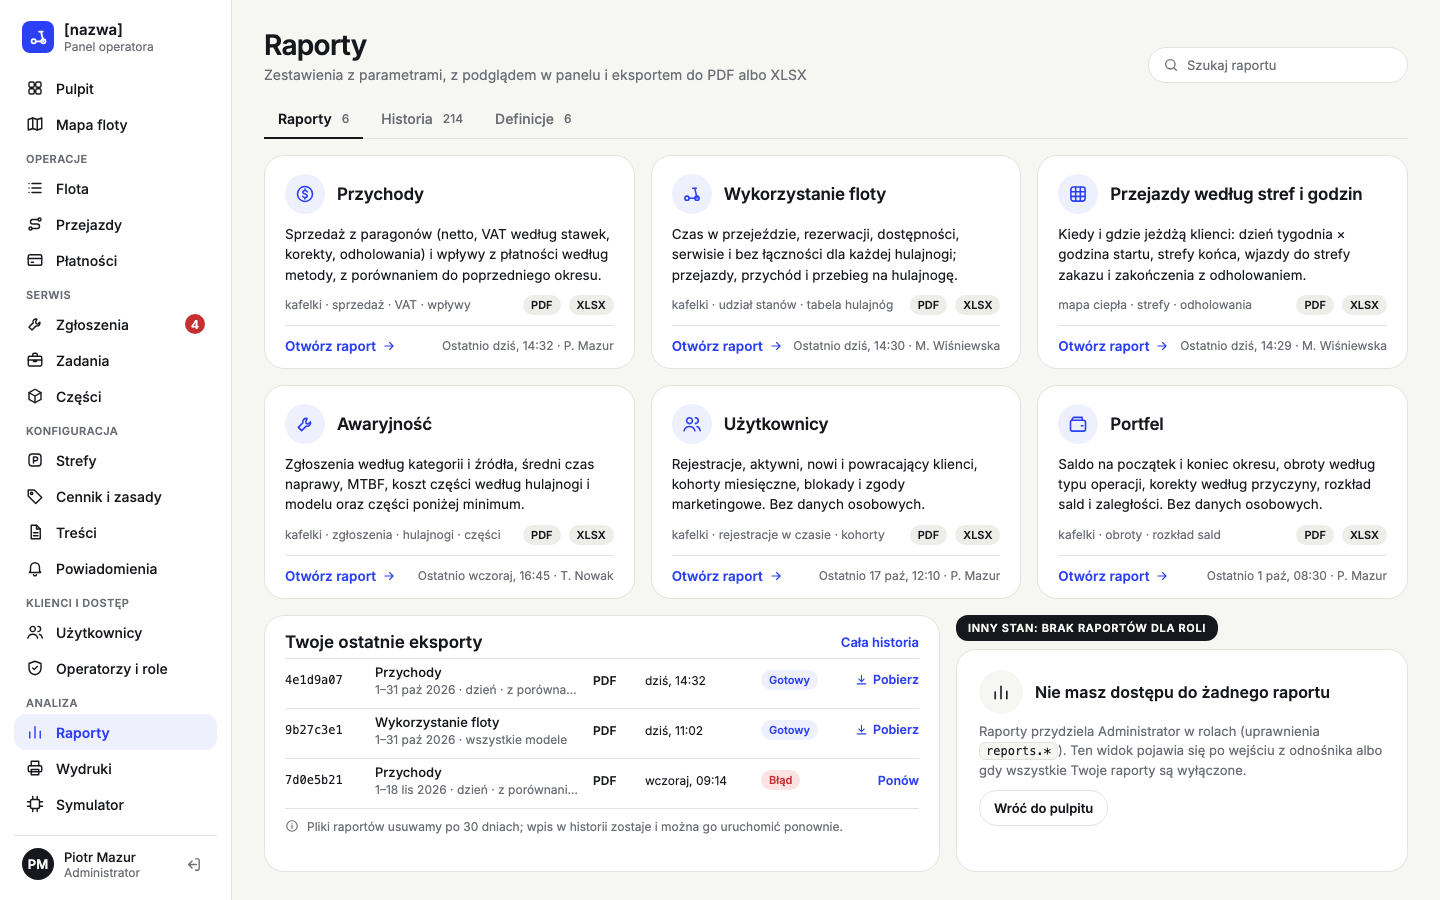 [nazwa]
Panel operatora
Pulpit
Mapa floty
OPERACJE
Flota
Przejazdy
Płatności
SERWIS
Zgłoszenia 4
Zadania
Części
KONFIGURACJA
Strefy
Cennik i zasady
Treści
Powiadomienia
KLIENCI I DOSTĘP
Użytkownicy
Operatorzy i role
ANALIZA
Raporty
Wydruki
Symulator
PM
Piotr Mazur
Administrator
Raporty
Zestawienia z parametrami, z podglądem w panelu i eksportem do PDF albo XLSX
Szukaj raportu
Raporty 6 Historia 214 Definicje 6
Przychody
Sprzedaż z paragonów (netto, VAT według stawek,
korekty, odholowania) i wpływy z płatności według
metody, z porównaniem do poprzedniego okresu.
kafelki · sprzedaż · VAT · wpływy PDF XLSX
Otwórz raport → Ostatnio dziś, 14:32 · P. Mazur
Wykorzystanie floty
Czas w przejeździe, rezerwacji, dostępności,
serwisie i bez łączności dla każdej hulajnogi;
przejazdy, przychód i przebieg na hulajnogę.
kafelki · udział stanów · tabela hulajnóg PDF XLSX
Otwórz raport → Ostatnio dziś, 14:30 · M. Wiśniewska
Przejazdy według stref i godzin
Kiedy i gdzie jeżdżą klienci: dzień tygodnia ×
godzina startu, strefy końca, wjazdy do strefy
zakazu i zakończenia z odholowaniem.
mapa ciepła · strefy · odholowania PDF XLSX
Otwórz raport → Ostatnio dziś, 14:29 · M. Wiśniewska
Awaryjność
Zgłoszenia według kategorii i źródła, średni czas
naprawy, MTBF, koszt części według hulajnogi i
modelu oraz części poniżej minimum.
kafelki · zgłoszenia · hulajnogi · części PDF XLSX
Otwórz raport → Ostatnio wczoraj, 16:45 · T. Nowak
Użytkownicy
Rejestracje, aktywni, nowi i powracający klienci,
kohorty miesięczne, blokady i zgody
marketingowe. Bez danych osobowych.
kafelki · rejestracje w czasie · kohorty PDF XLSX
Otwórz raport → Ostatnio 17 paź, 12:10 · P. Mazur
Portfel
Saldo na początek i koniec okresu, obroty według
typu operacji, korekty według przyczyny, rozkład
sald i zaległości. Bez danych osobowych.
kafelki · obroty · rozkład sald PDF XLSX
Otwórz raport → Ostatnio 1 paź, 08:30 · P. Mazur
Twoje ostatnie eksporty Cała historia
4e1d9a07 Przychody PDF dziś, 14:32 Gotowy Pobierz
1–31 paź 2026 · dzień · z porówna...
9b27c3e1 Wykorzystanie floty PDF dziś, 11:02 Gotowy Pobierz
1–31 paź 2026 · wszystkie modele
7d0e5b21 Przychody PDF wczoraj, 09:14 Błąd Ponów
1–18 lis 2026 · dzień · z porównani...
Pliki raportów usuwamy po 30 dniach; wpis w historii zostaje i można go uruchomić ponownie.
INNY STAN: BRAK RAPORTÓW DLA ROLI
Nie masz dostępu do żadnego raportu
Raporty przydziela Administrator w rolach (uprawnienia
reports.*). Ten widok pojawia się po wejściu z odnośnika albo
gdy wszystkie Twoje raporty są wyłączone.
Wróć do pulpitu